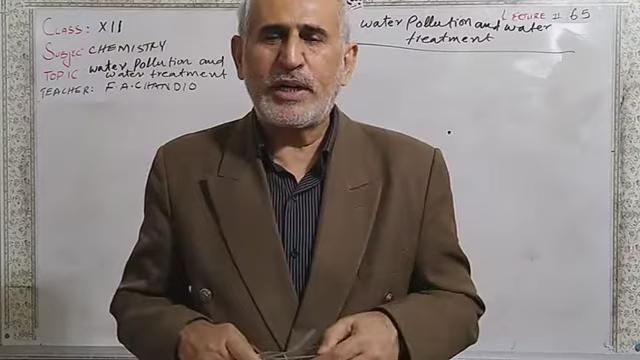 CLASS: XII
Subject CHEMISTRY
TOPIC water Pollution and
water treatment
TEACHER: F.A.CHANDIO
LECTURE # 65
water Pollution and water
treatment